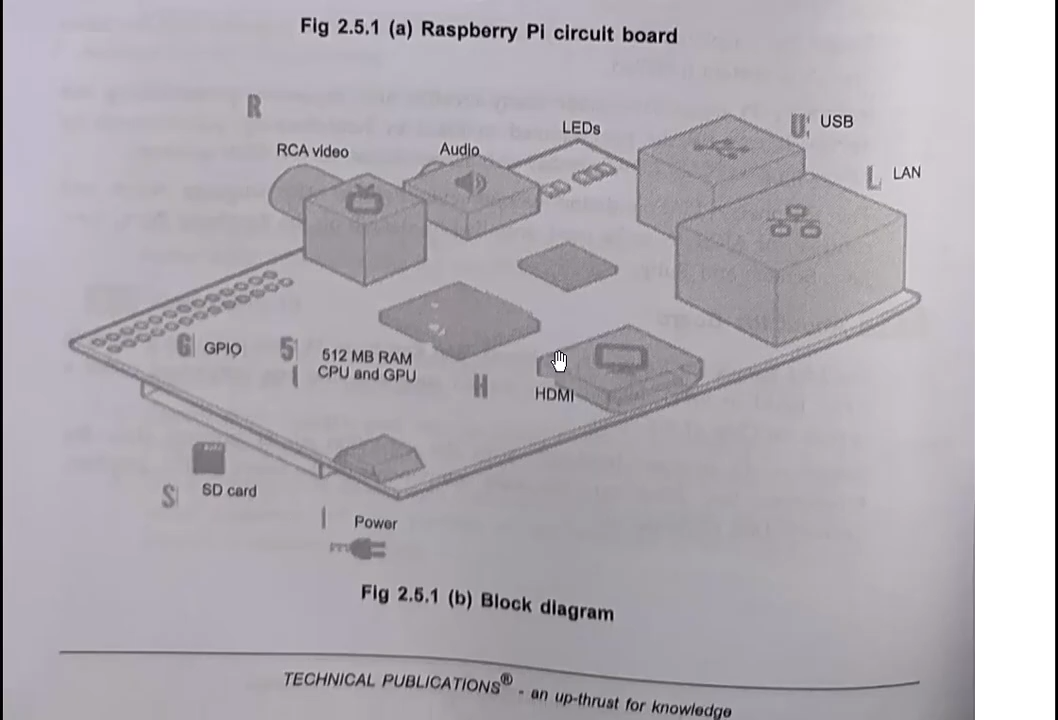 Fig 2.5.1 (a) Raspberry Pi circuit board
R
RCA video
Audio
LEDs
U USB
L LAN
G GPIO
5 512 MB RAM
CPU and GPU
H
HDMI
S SD card
Power
Fig 2.5.1 (b) Block diagram
TECHNICAL PUBLICATIONS® - an up-thrust for knowledge